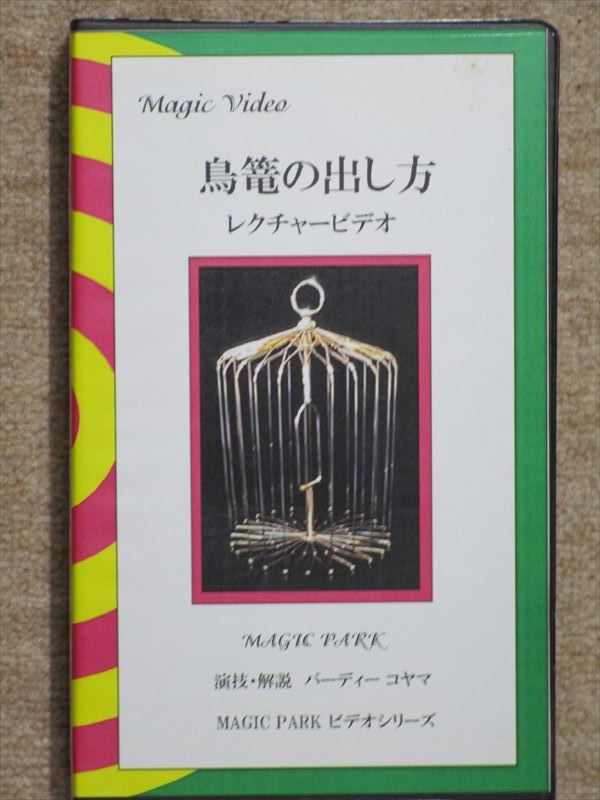 Magic Video
鳥篭の出し方
レクチャービデオ
MAGIC PARK
演技・解説 バーディー コヤマ
MAGIC PARK ビデオシリーズ